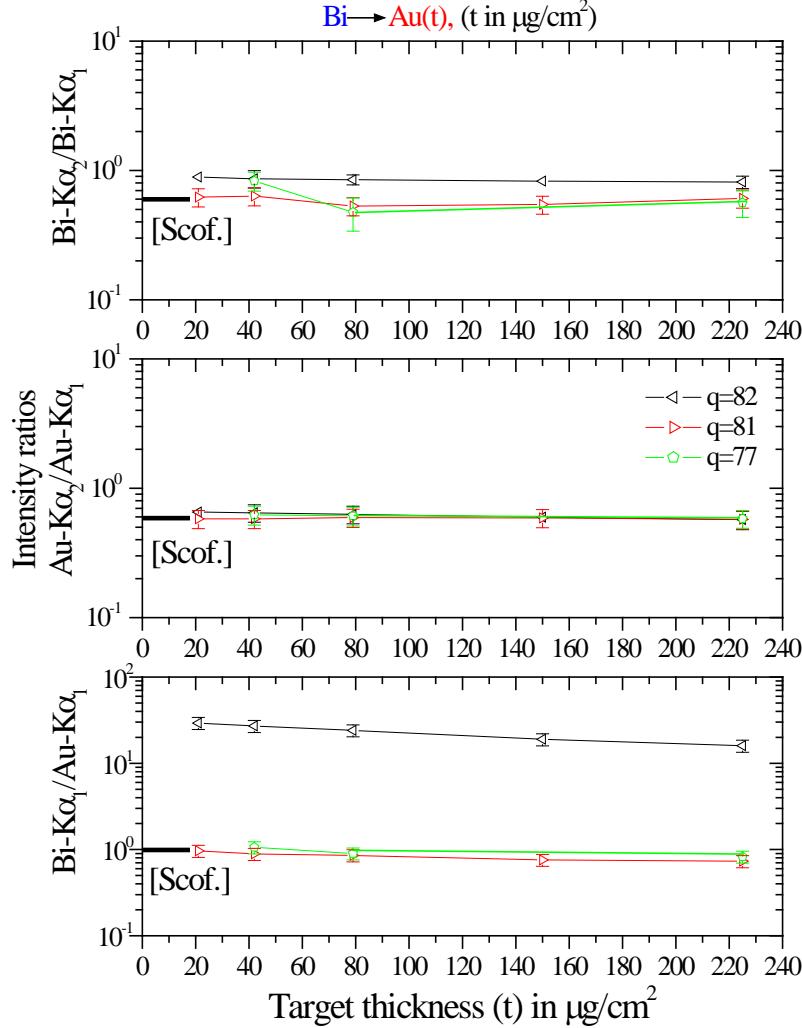 Bi→Au(t), (t in μg/cm²)
Bi-Kα₂/Bi-Kα₁
10¹
10⁰
10⁻¹
[Scof.]
0 20 40 60 80 100 120 140 160 180 200 220 240
Intensity ratios
Au-Kα₂/Au-Kα₁
10¹
10⁰
10⁻¹
q=82
q=81
q=77
[Scof.]
0 20 40 60 80 100 120 140 160 180 200 220 240
Bi-Kα₁/Au-Kα₁
10²
10¹
10⁰
10⁻¹
[Scof.]
0 20 40 60 80 100 120 140 160 180 200 220 240
Target thickness (t) in μg/cm²